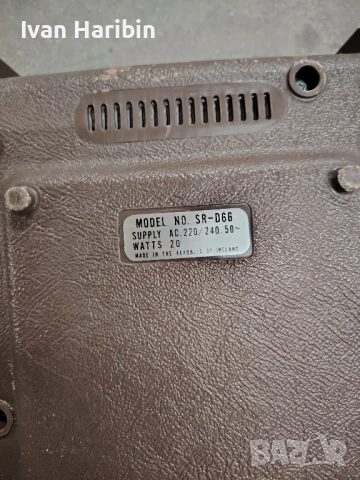 Ivan Haribin
MODEL NO. SR-D66
SUPPLY AC.220/240.50~
WATTS 20
MADE IN THE REPUBLIC OF IRELAND
BAZAR